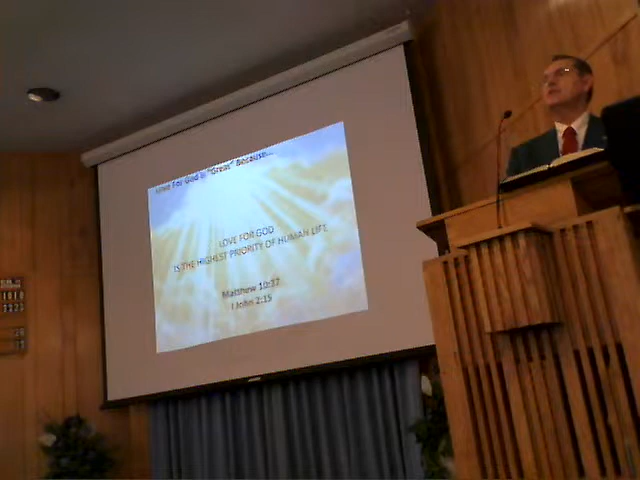 Love For God is "Great" Because...
LOVE FOR GOD
IS THE HIGHEST PRIORITY OF HUMAN LIFE.
Matthew 10:37
I John 2:15